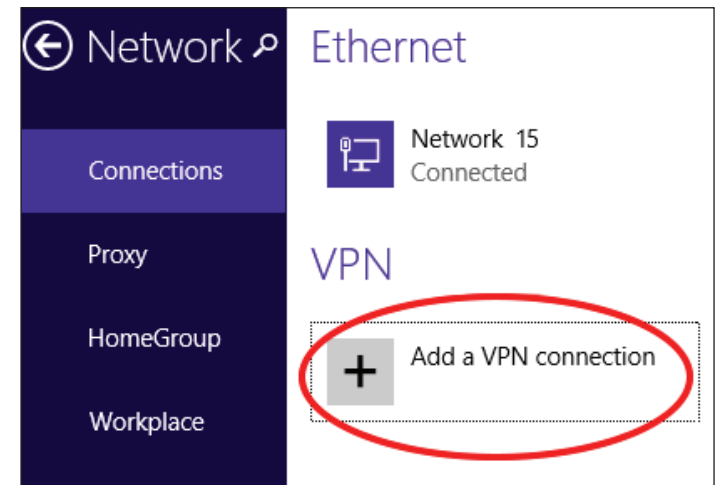 Network
Connections
Proxy
HomeGroup
Workplace
Ethernet
Network 15
Connected
VPN
Add a VPN connection